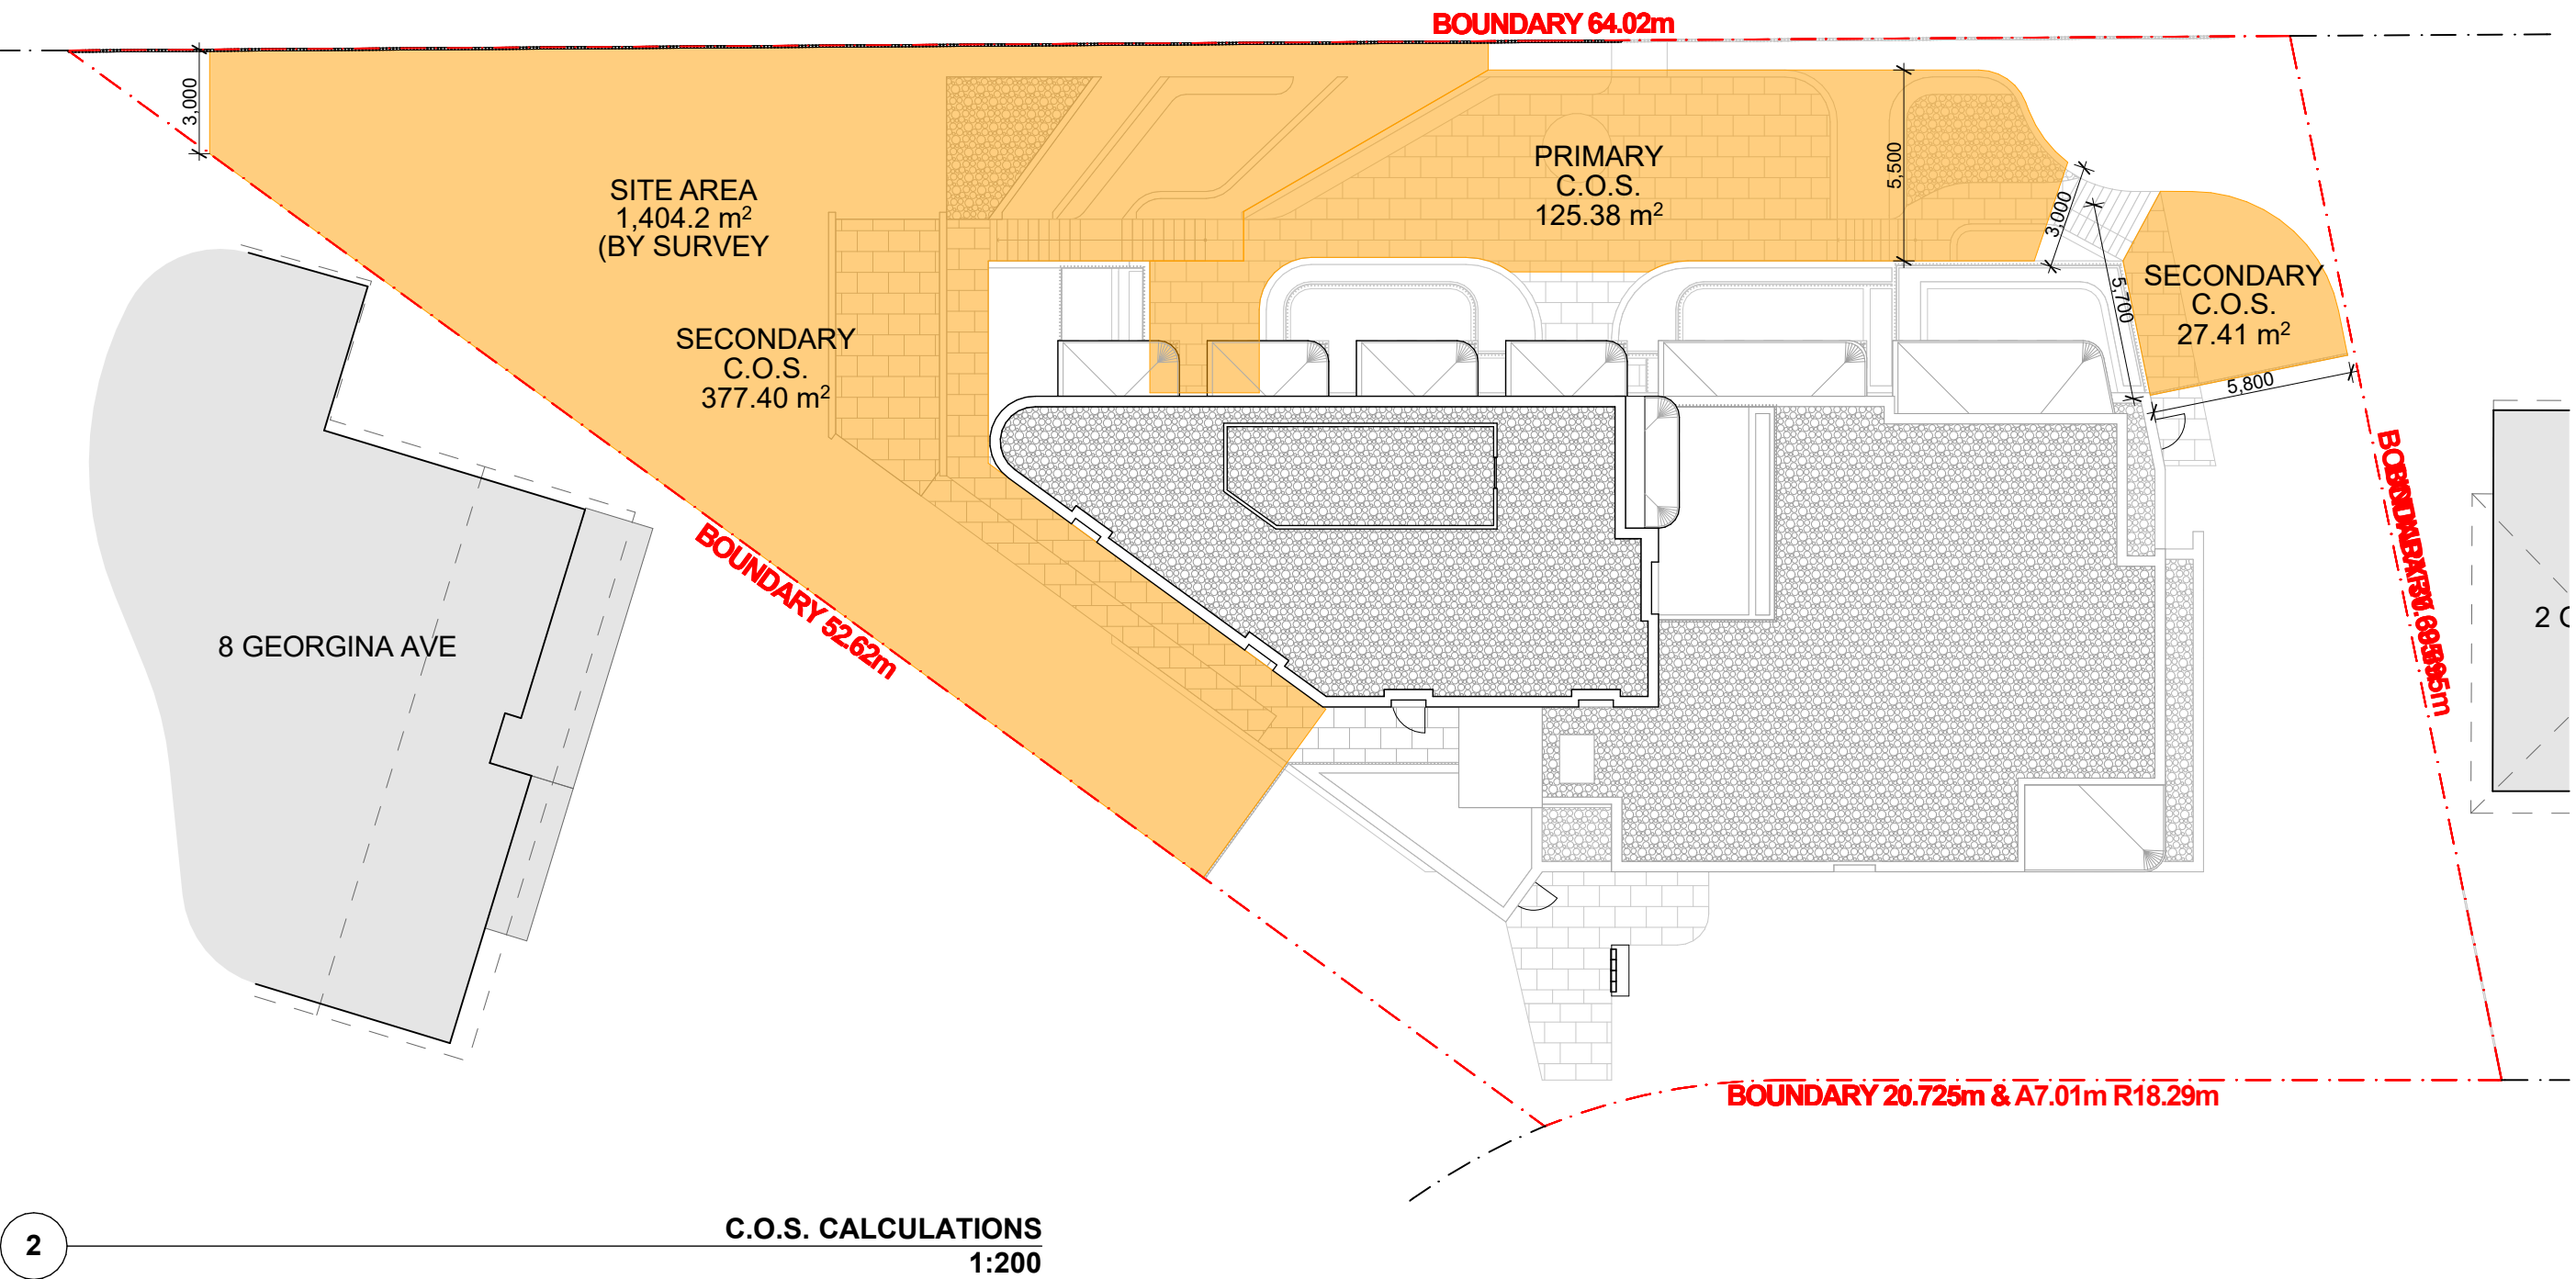 BOUNDARY 64.02m
3,000
SITE AREA
1,404.2 m²
(BY SURVEY
PRIMARY
C.O.S.
125.38 m²
5,500
3,000
5,700
SECONDARY
C.O.S.
27.41 m²
5,800
SECONDARY
C.O.S.
377.40 m²
BOUNDARY 52.62m
8 GEORGINA AVE
2
BOUNDARY 20.725m & A7.01m R18.29m
2
C.O.S. CALCULATIONS
1:200